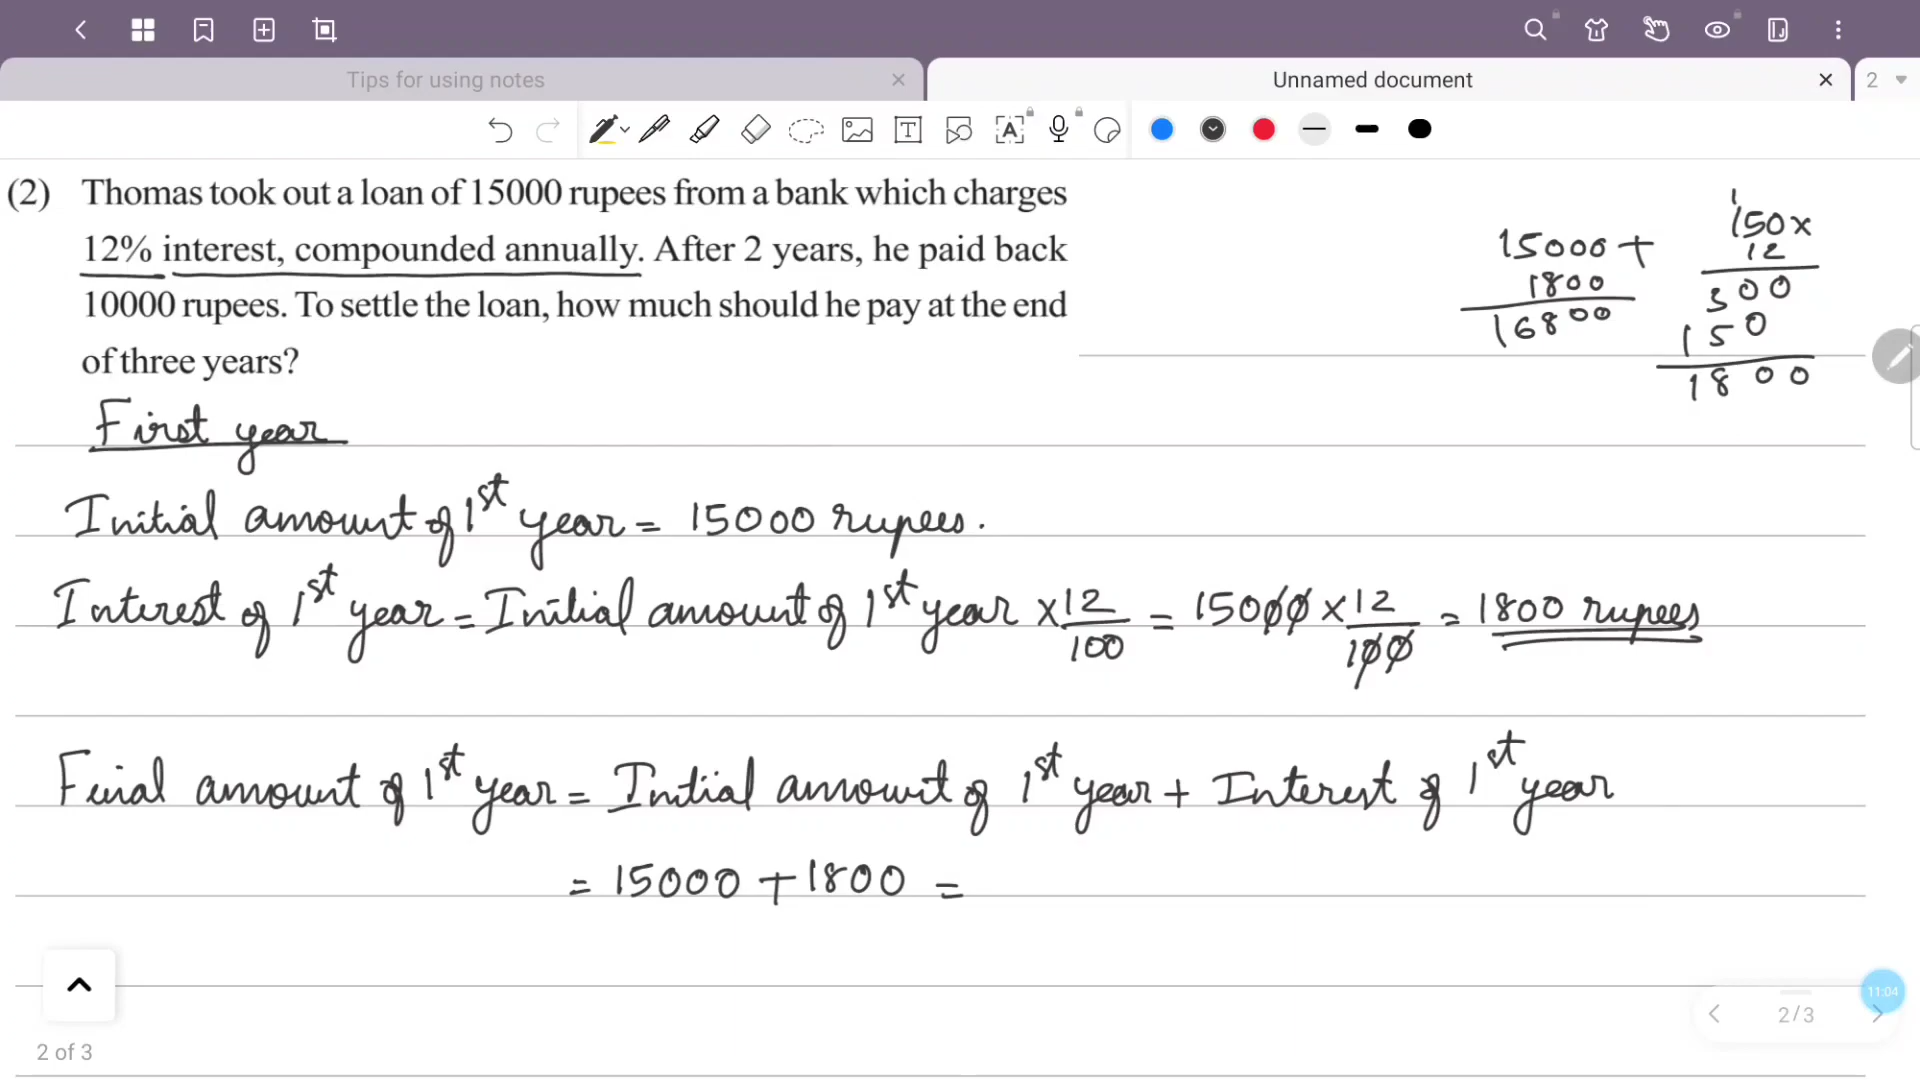 Tips for using notes
Unnamed document
2
(2) Thomas took out a loan of 15000 rupees from a bank which charges
12% interest, compounded annually. After 2 years, he paid back
10000 rupees. To settle the loan, how much should he pay at the end
of three years?
15000 +
1800
16800
1
150 x
12
300
150
1800
First year
Initial amount of 1st year = 15000 rupees.
Interest of 1st year = Initial amount of 1st year × 12/100 = 15000 × 12/100 = 1800 rupees
Final amount of 1st year = Initial amount of 1st year + Interest of 1st year
= 15000 + 1800 =
11:04
2/3
2 of 3